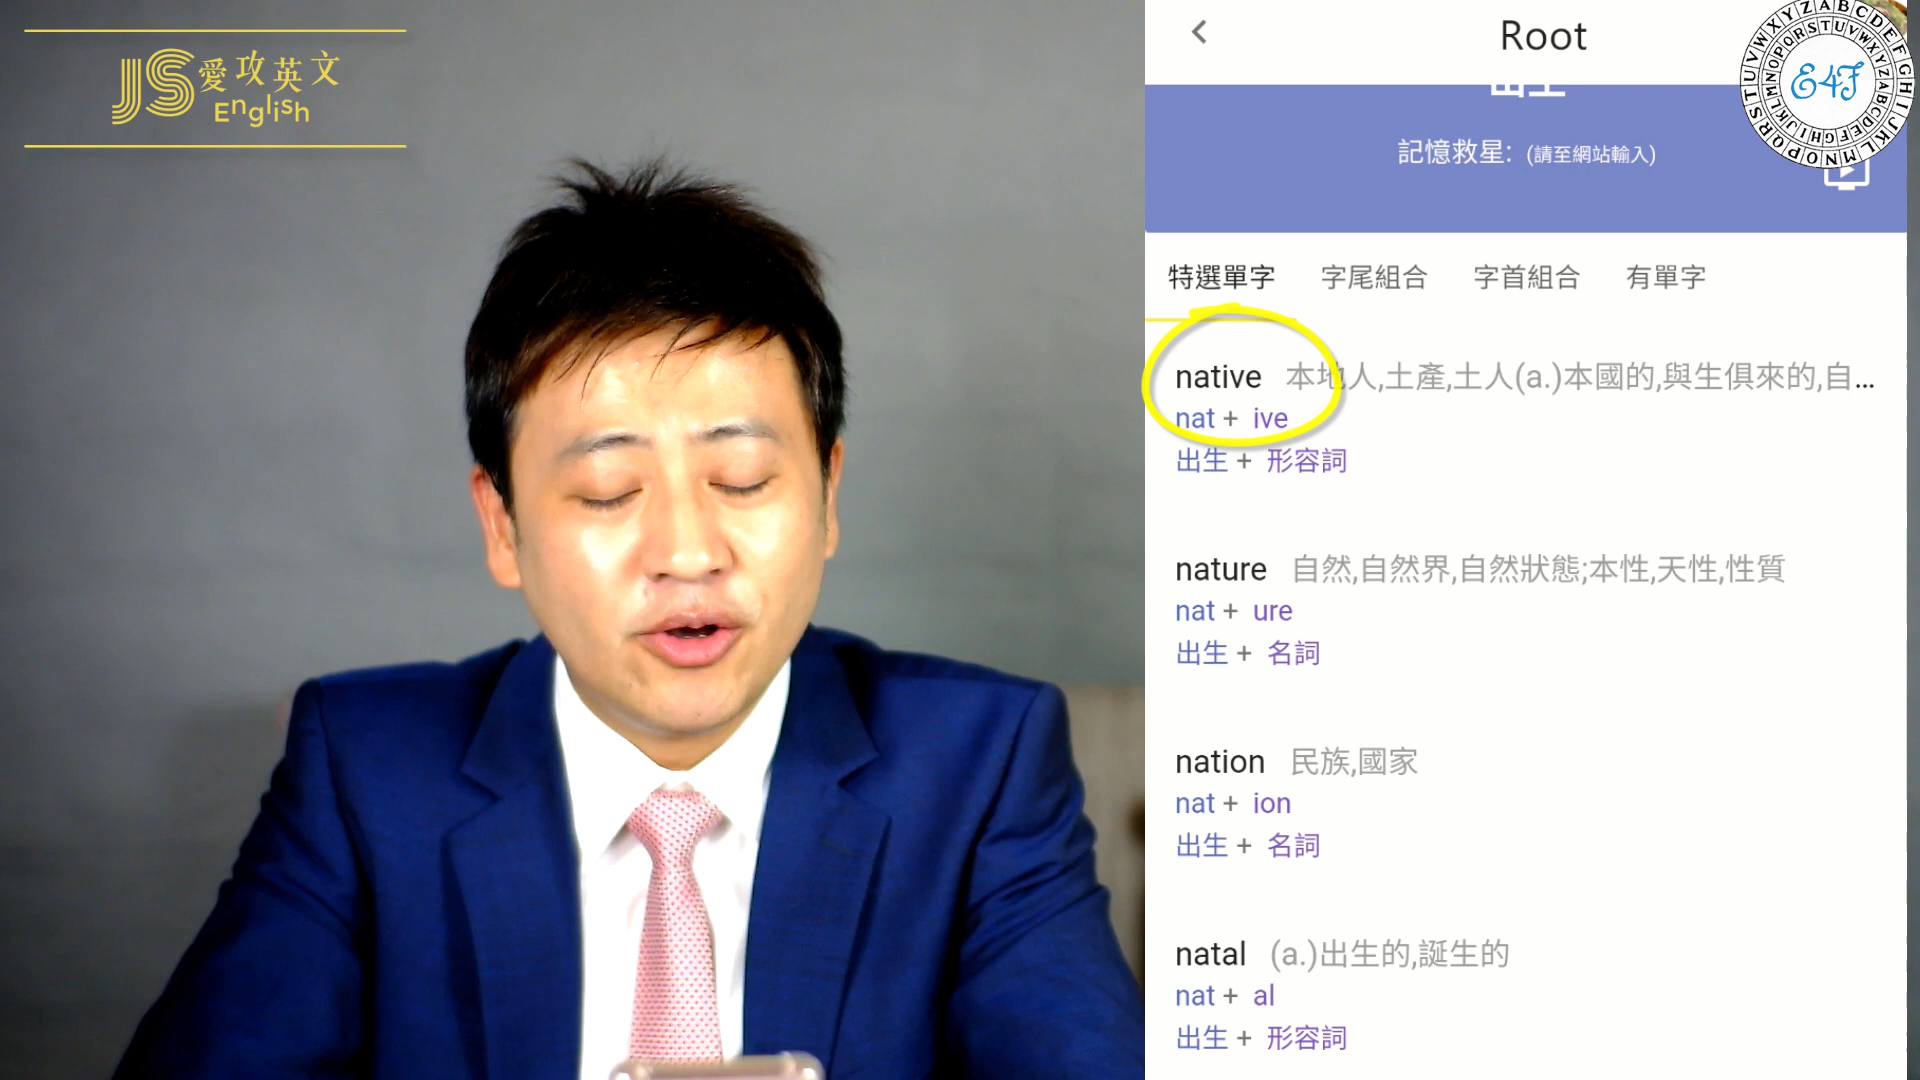 JS愛攻英文
English
Root
E4F
記憶救星: (請至網站輸入)
特選單字 字尾組合 字首組合 有單字
native 本地人,土產,土人(a.)本國的,與生俱來的,自...
nat + ive
出生 + 形容詞
nature 自然,自然界,自然狀態;本性,天性,性質
nat + ure
出生 + 名詞
nation 民族,國家
nat + ion
出生 + 名詞
natal (a.)出生的,誕生的
nat + al
出生 + 形容詞